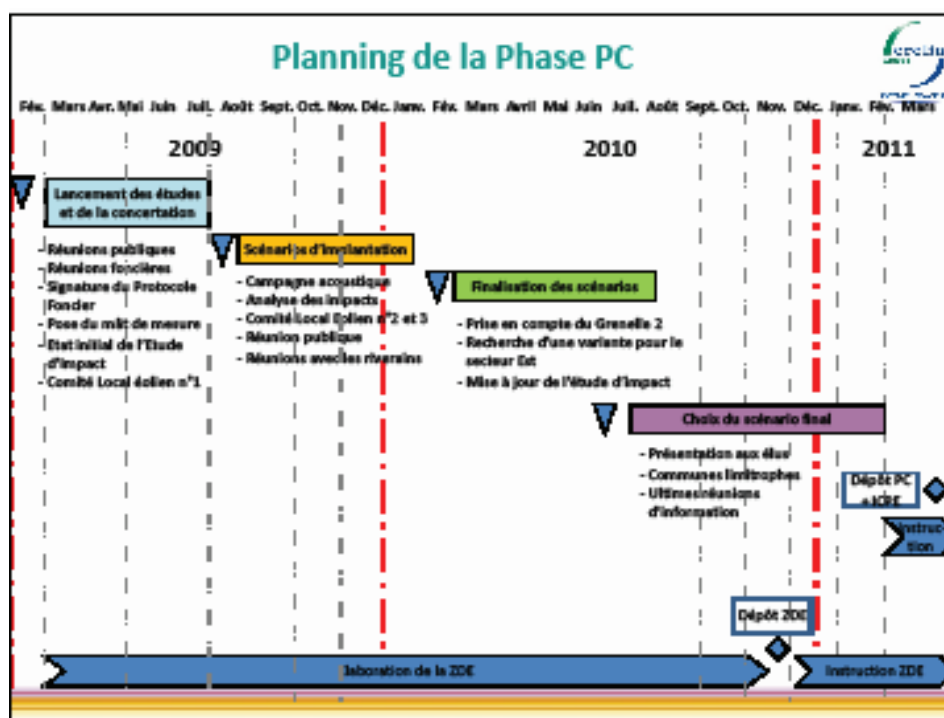 Planning de la Phase PC
Fév. Mars Avr. Mai Juin Juil. Août Sept. Oct. Nov. Déc. Janv. Fév. Mars Avril Mai Juin Juil. Août Sept. Oct. Nov. Déc. Janv. Fév. Mars
2009 2010 2011
Lancement des études
et de la concertation
- Réunions publiques
- Réunions foncières
- Signature du Protocole
Foncier
- Pose du mât de mesure
- Etat initial de l'Etude
d'impact
- Comité Local éolien n°1
Scénarios d'implantation
- Campagne acoustique
- Analyse des impacts
- Comité Local Eolien n°2 et 3
- Réunion publique
- Réunions avec les riverains
Finalisation des scénarios
- Prise en compte du Grenelle 2
- Recherche d'une variante pour le
secteur Est
- Mise à jour de l'étude d'impact
Choix du scénario final
- Présentation aux élus
- Communes limitrophes
- Ultimes réunions
d'information
Dépôt PC
+ ICPE
Instruc-
tion
Dépôt ZDE
Elaboration de la ZDE
Instruction ZDE